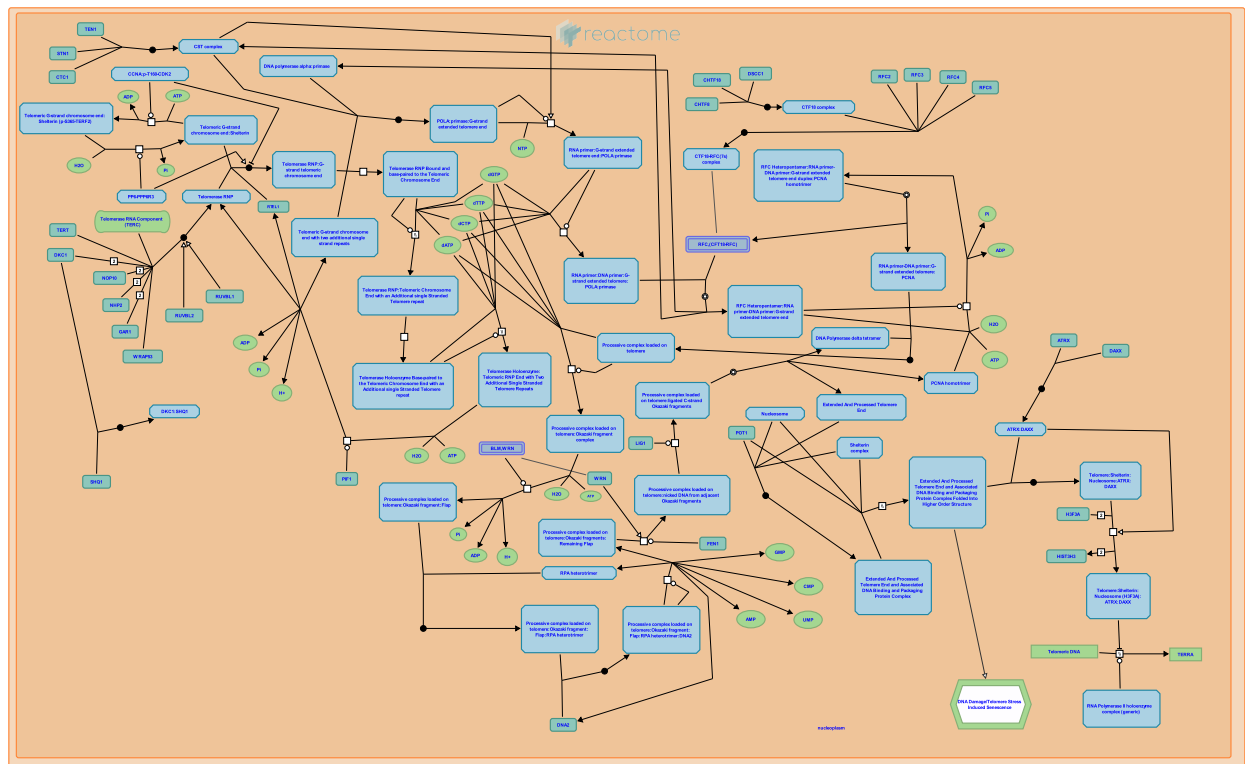 reactome
TEN1
STN1
CTC1
CST complex
DNA polymerase alpha:primase
CCNA:p-T160-CDK2
ADP
ATP
Telomeric G-strand chromosome end:
Shelterin (p-S365-TERF2)
Telomeric G-strand
chromosome end:Shelterin
H2O
Pi
PP6:PPP6R3
Telomerase RNP
Telomerase RNP:G-
strand telomeric
chromosome end
Telomerase RNP Bound and
base-paired to the Telomeric
Chromosome End
POLA:primase:G-strand
extended telomere end
NTP
RNA primer:G-strand extended
telomere end:POLA:primase
CHTF18
DSCC1
CHTF8
CTF18 complex
RFC2
RFC3
RFC4
RFC5
CTF18-RFC(7s)
complex
RFC Heteropentamer:RNA primer-
DNA primer:G-strand extended
telomere end duplex:PCNA
homotrimer
dGTP
dTTP
dCTP
dATP
RTEL1
Telomerase RNA Component
(TERC)
TERT
DKC1
2
NOP10
2
NHP2
2
GAR1
2
WRAP53
RUVBL2
RUVBL1
Telomeric G-strand chromosome
end with two additional single
strand repeats
5
RFC,(CFT18-RFC)
Pi
ADP
RNA primer-DNA primer:G-
strand extended telomere:
PCNA
Telomerase RNP:Telomeric Chromosome
End with an Additional single Stranded
Telomere repeat
RNA primer:DNA primer:G-
strand extended telomere:
POLA:primase
RFC Heteropentamer:RNA
primer-DNA primer:G-strand
extended telomere end
H2O
ATP
ADP
Pi
H+
Telomerase Holoenzyme Base-paired to
the Telomeric Chromosome End with an
Additional single Stranded Telomere
repeat
Telomerase Holoenzyme:
Telomeric RNP End with Two
Additional Single Stranded
Telomere Repeats
Processive complex loaded on
telomere
DNA Polymerase delta tetramer
PCNA homotrimer
ATRX
DAXX
Processive complex loaded
on telomere:ligated C-strand
Okazaki fragments
Extended And Processed Telomere
End
Nucleosome
DKC1:SHQ1
Processive complex loaded on
telomere:Okazaki fragment
complex
LIG1
POT1
Shelterin
complex
ATRX:DAXX
BLM,WRN
H2O
ATP
PIF1
SHQ1
WRN
H2O
ATP
Processive complex loaded
on telomere:nicked DNA from adjacent
Okazaki fragments
Extended And Processed
Telomere End and Associated
DNA Binding and Packaging
Protein Complex Folded Into
Higher Order Structure
Telomere:Shelterin:
Nucleosome:ATRX:
DAXX
Processive complex loaded on
telomere:Okazaki fragment:Flap
Pi
ADP
H+
Processive complex loaded on
telomere:Okazaki fragments:
Remaining Flap
FEN1
H3F3A
2
HIST3H3
2
GMP
CMP
UMP
AMP
RPA heterotrimer
Extended And Processed
Telomere End and Associated
DNA Binding and Packaging
Protein Complex
Telomere:Shelterin:
Nucleosome (H3F3A):
ATRX:DAXX
Processive complex loaded on
telomere:Okazaki fragment:
Flap:RPA heterotrimer
Processive complex loaded on
telomere:Okazaki fragment:
Flap:RPA heterotrimer:DNA2
Telomeric DNA
TERRA
DNA2
DNA Damage/Telomere Stress
Induced Senescence
RNA Polymerase II holoenzyme
complex (generic)
nucleoplasm